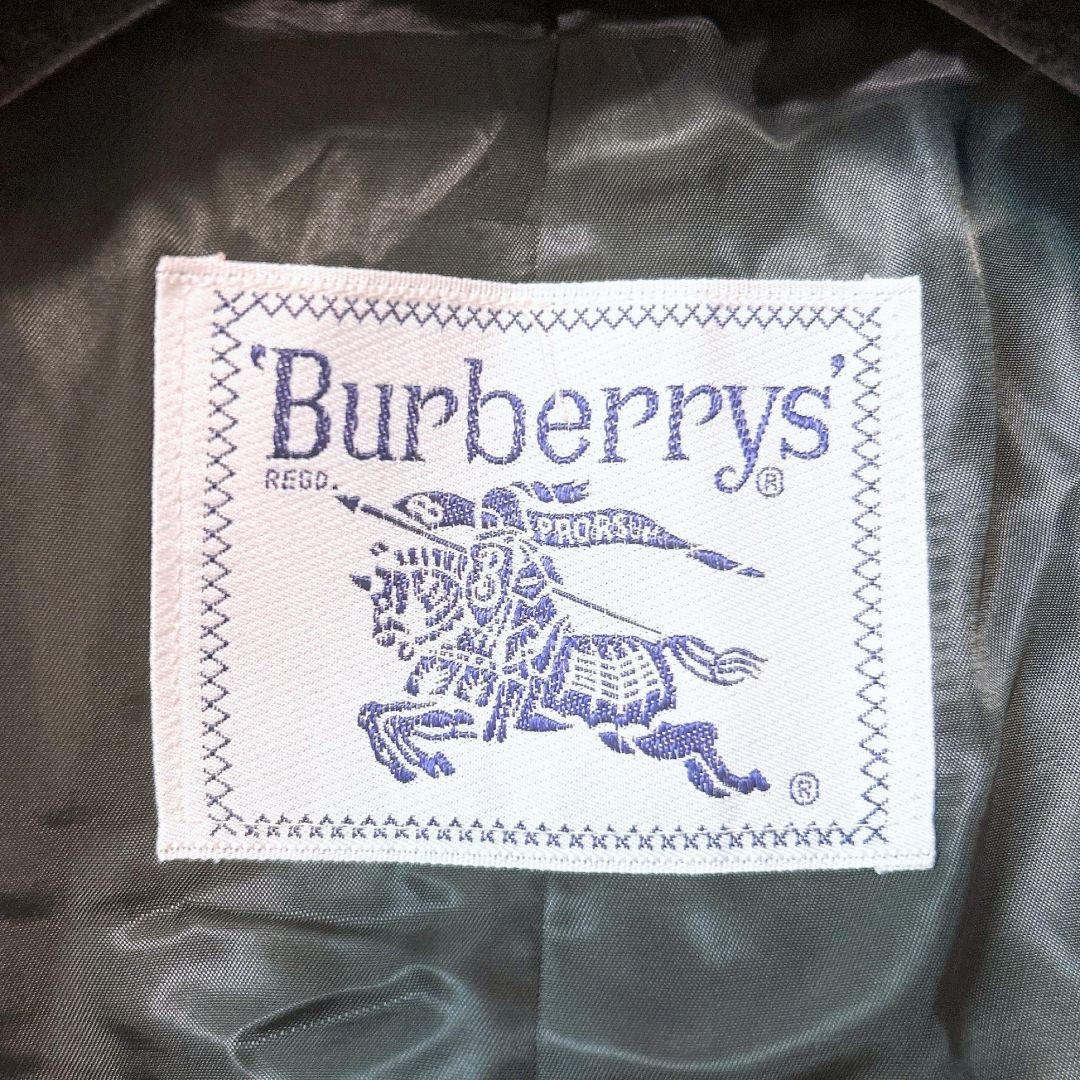 'Burberrys'
REGD. ®
B PRORSUM
B
®